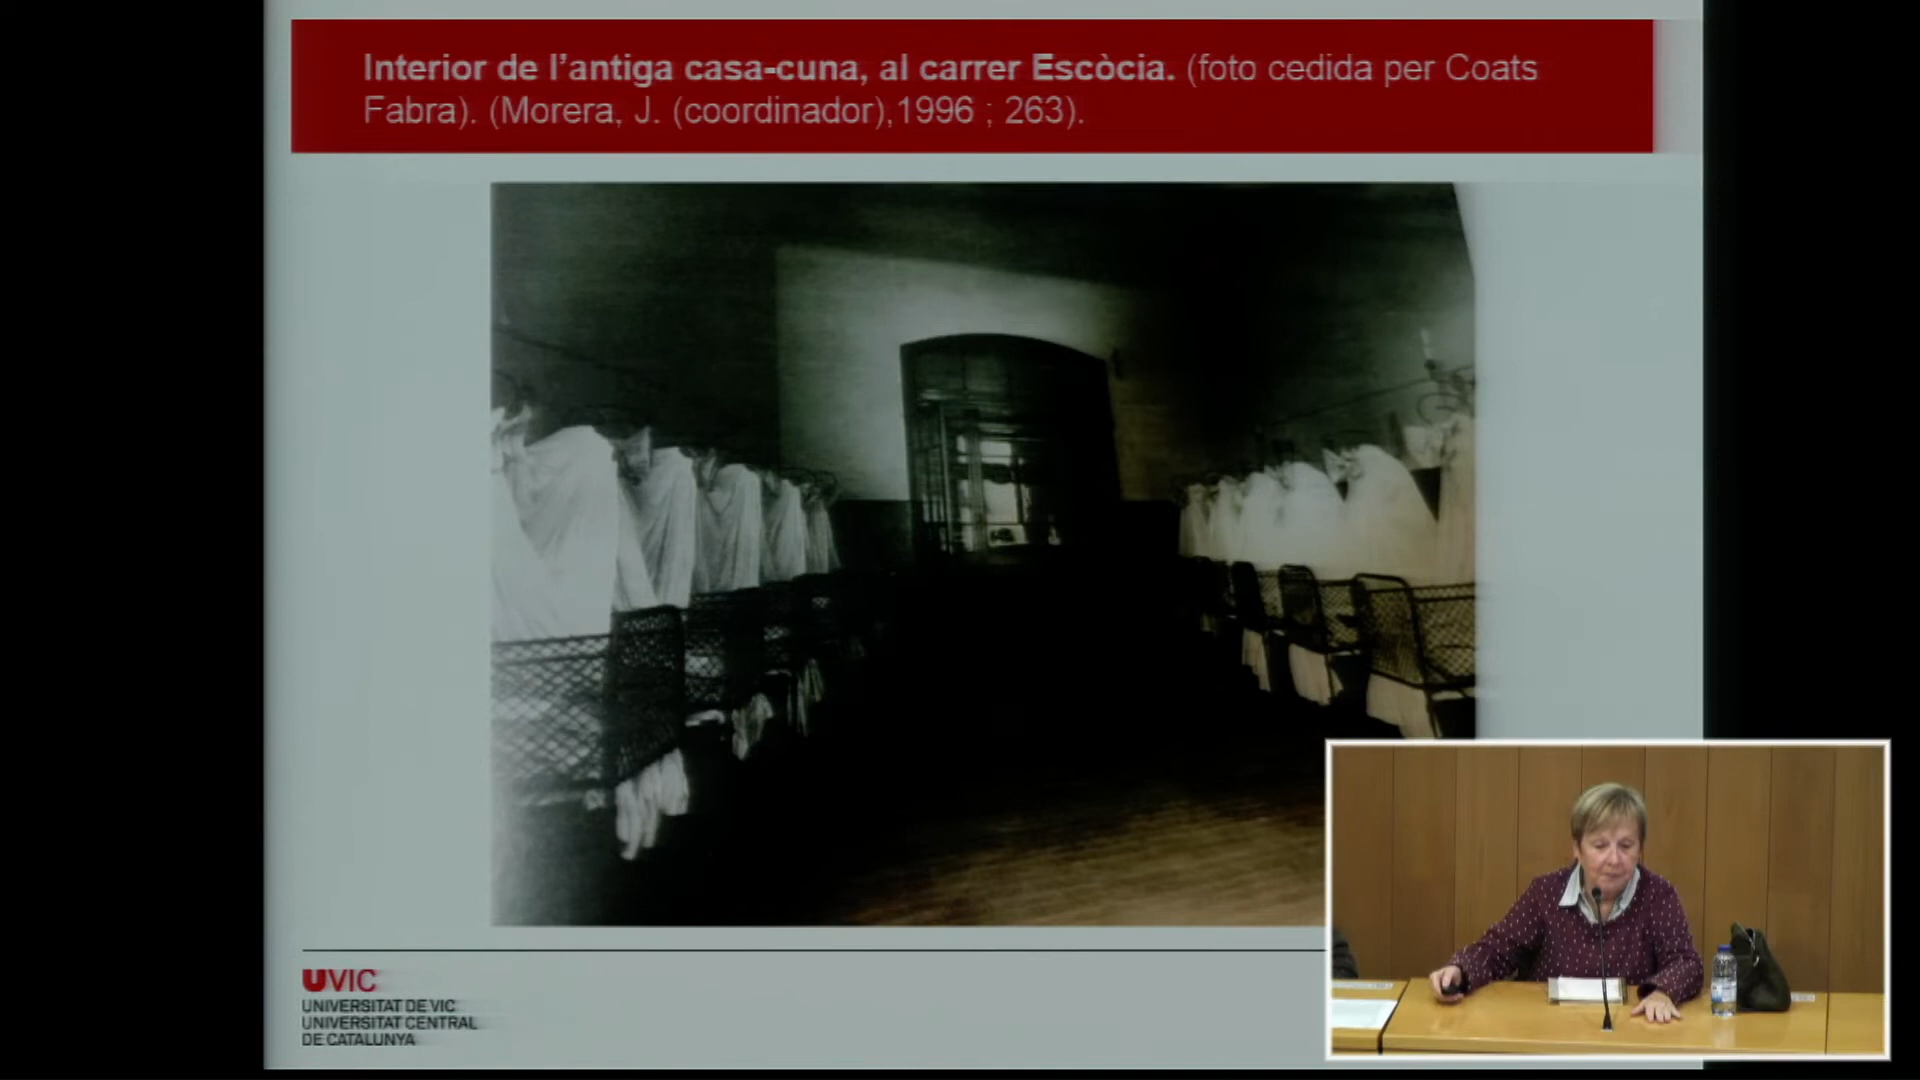 Interior de l’antiga casa-cuna, al carrer Escòcia. (foto cedida per Coats
Fabra). (Morera, J. (coordinador),1996 ; 263).
UVIC
UNIVERSITAT DE VIC
UNIVERSITAT CENTRAL
DE CATALUNYA